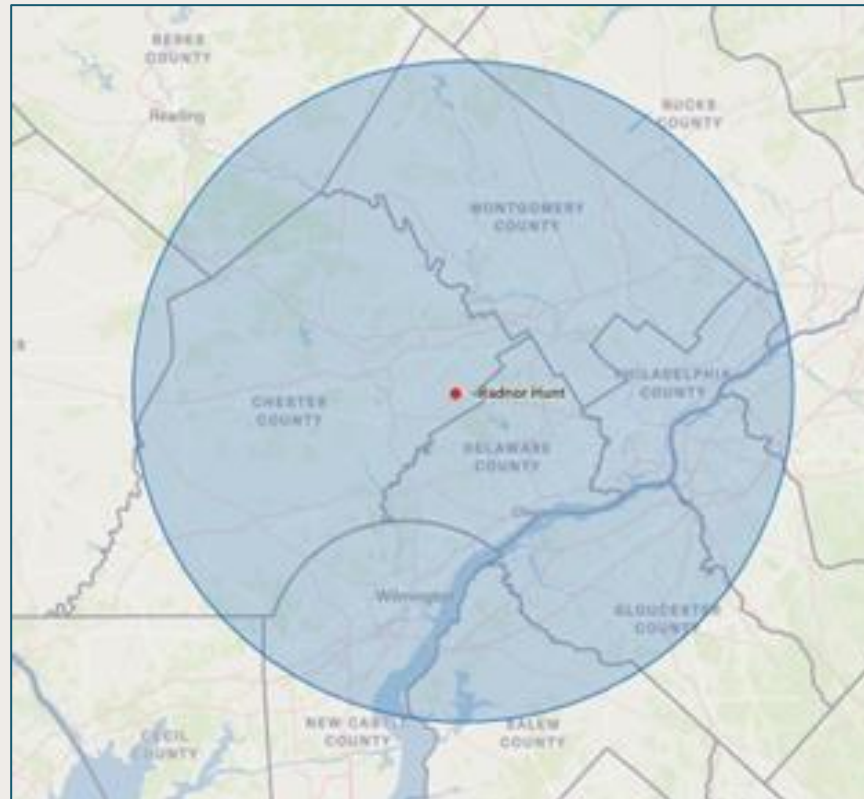 BERKS
COUNTY
Reading
BUCKS
COUNTY
MONTGOMERY
COUNTY
PHILADELPHIA
COUNTY
Radnor Hunt
CHESTER
COUNTY
DELAWARE
COUNTY
Wilmington
GLOUCESTER
COUNTY
NEW CASTLE
COUNTY
SALEM
COUNTY
CECIL
COUNTY